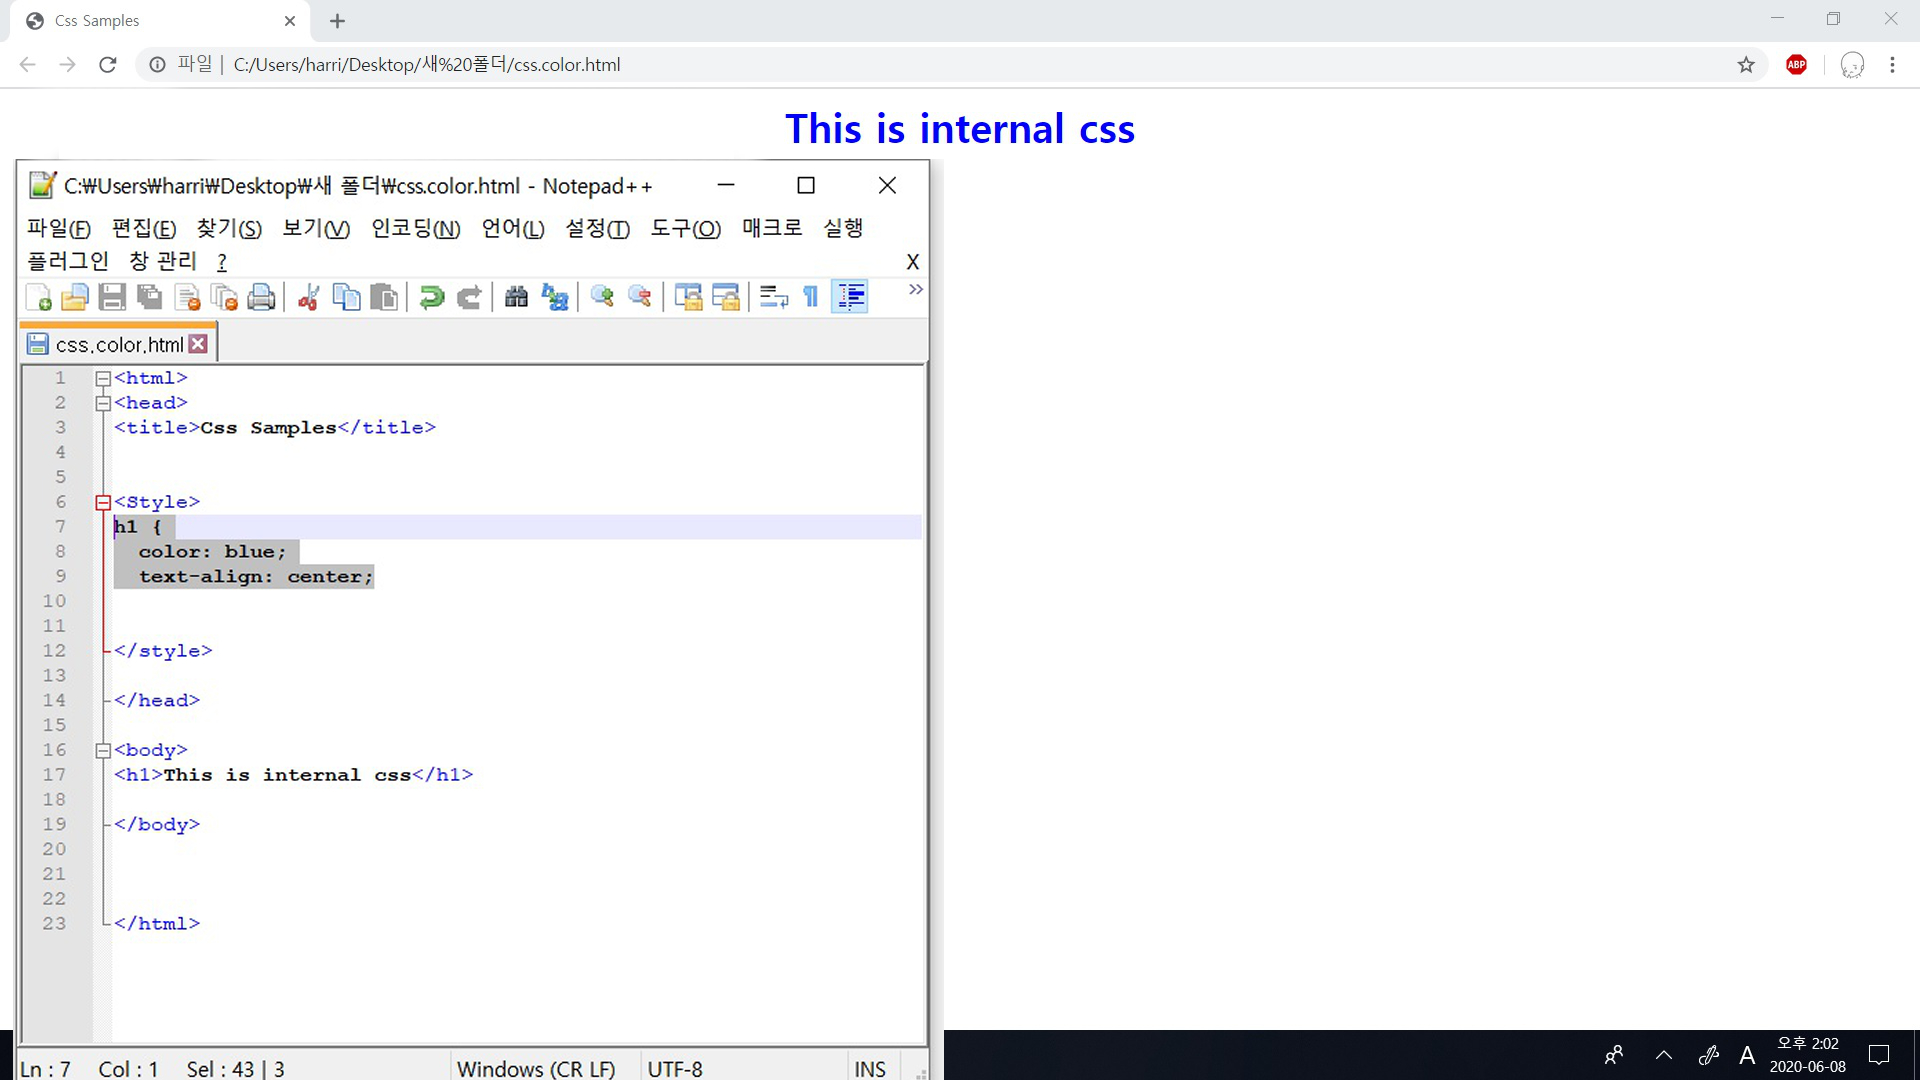 Css Samples
파일 | C:/Users/harri/Desktop/새%20폴더/css.color.html
ABP
This is internal css
C:₩Users₩harri₩Desktop₩새 폴더₩css.color.html - Notepad++
파일(F) 편집(E) 찾기(S) 보기(V) 인코딩(N) 언어(L) 설정(T) 도구(O) 매크로 실행
플러그인 창 관리 ? X
css.color.html
1 <html>
2 <head>
3 <title>Css Samples</title>
4
5
6 <Style>
7 h1 {
8 color: blue;
9 text-align: center;
10
11
12 </style>
13
14 </head>
15
16 <body>
17 <h1>This is internal css</h1>
18
19 </body>
20
21
22
23 </html>
Ln : 7 Col : 1 Sel : 43 | 3 Windows (CR LF) UTF-8 INS
A
오후 2:02
2020-06-08